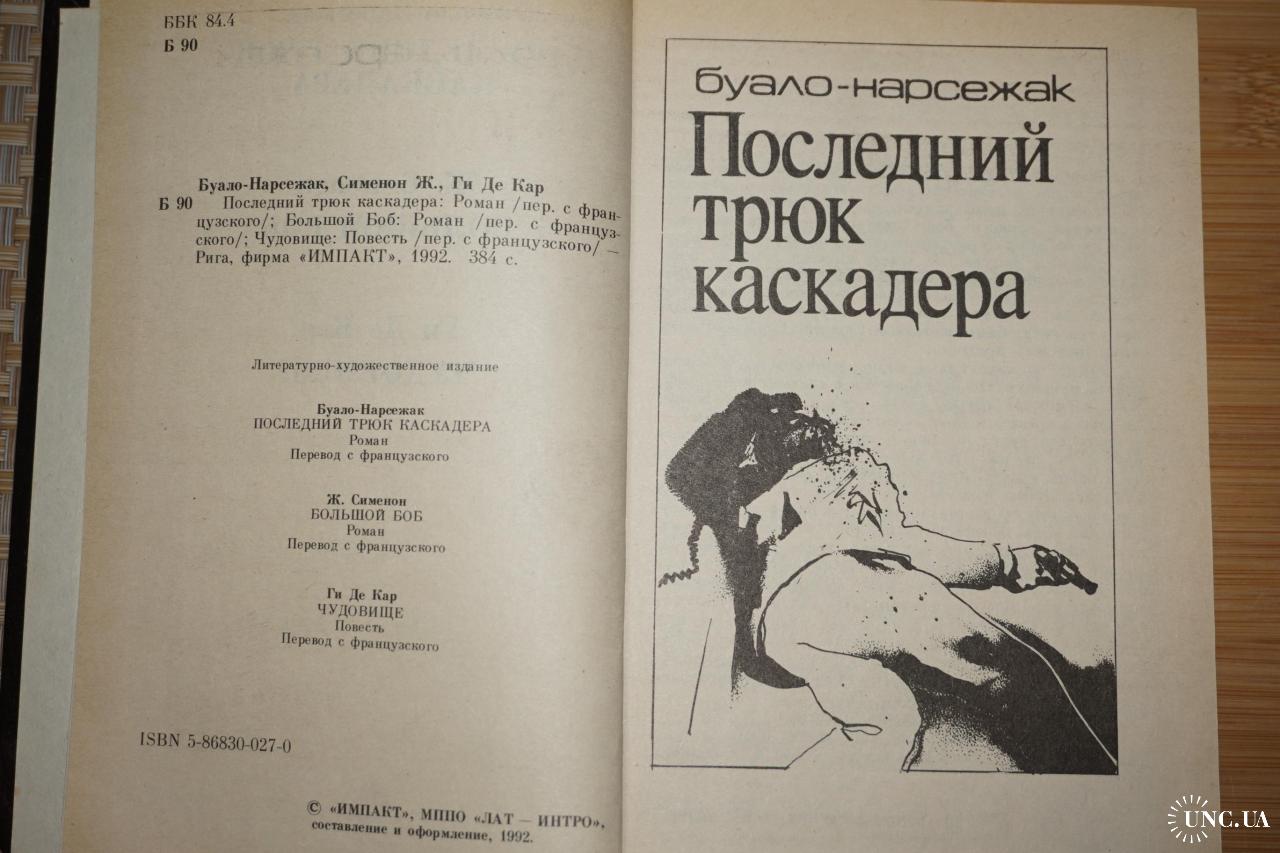 ББК 84.4
Б 90
Буало-Нарсежак, Сименон Ж., Ги Де Кар
Б 90 Последний трюк каскадера: Роман /пер. с фран-
цузского/; Большой Боб: Роман /пер. с француз-
ского/; Чудовище: Повесть /пер. с французского/ —
Рига, фирма «ИМПАКТ», 1992. 384 с.
Литературно-художественное издание
Буало-Нарсежак
ПОСЛЕДНИЙ ТРЮК КАСКАДЕРА
Роман
Перевод с французского
Ж. Сименон
БОЛЬШОЙ БОБ
Роман
Перевод с французского
Ги Де Кар
ЧУДОВИЩЕ
Повесть
Перевод с французского
ISBN 5-86830-027-0
© «ИМПАКТ», МППО «ЛАТ — ИНТРО»,
составление и оформление, 1992.
буало-нарсежак
Последний
трюк
каскадера
UNC.UA